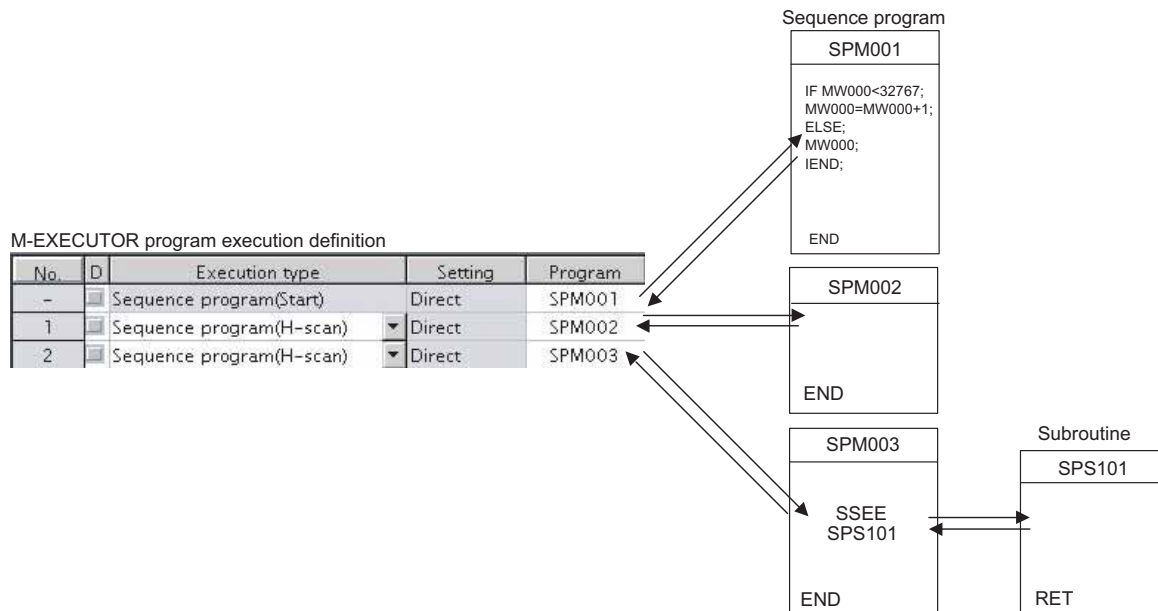 Sequence program
SPM001
IF MW000<32767;
MW000=MW000+1;
ELSE;
MW000;
IEND;
END
M-EXECUTOR program execution definition
No. D Execution type Setting Program
- Sequence program(Start) Direct SPM001
1 Sequence program(H-scan) Direct SPM002
2 Sequence program(H-scan) Direct SPM003
SPM002
END
SPM003
SSEE
SPS101
END
Subroutine
SPS101
RET